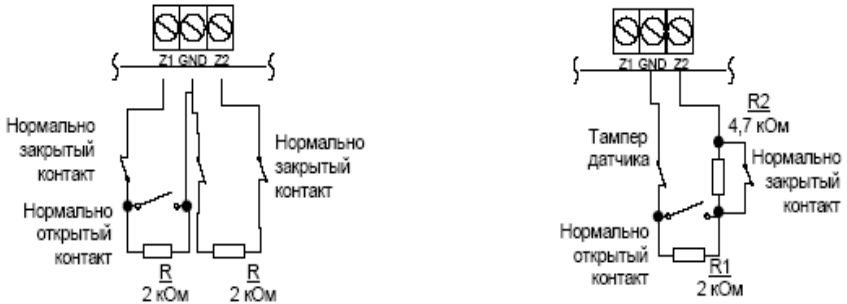 Z1 GND Z2
Нормально
закрытый
контакт
Нормально
закрытый
контакт
Нормально
открытый
контакт
R
2 кОм
R
2 кОм
Z1 GND Z2
R2
4,7 кОм
Тампер
датчика
Нормально
закрытый
контакт
Нормально
открытый
контакт
R1
2 кОм